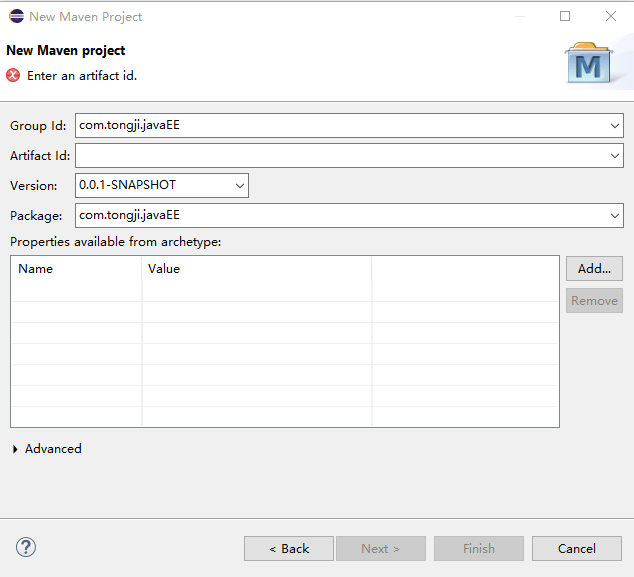 New Maven Project
New Maven project
Enter an artifact id.
M
Group Id: com.tongji.javaEE
Artifact Id:
Version: 0.0.1-SNAPSHOT
Package: com.tongji.javaEE
Properties available from archetype:
Name Value
Add...
Remove
Advanced
? < Back Next > Finish Cancel